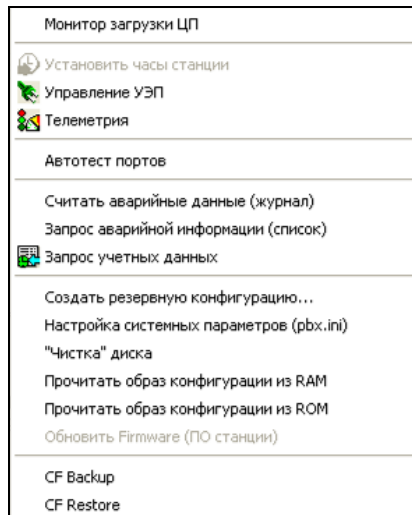 Монитор загрузки ЦП
Установить часы станции
Управление УЭП
Телеметрия
Автотест портов
Считать аварийные данные (журнал)
Запрос аварийной информации (список)
Запрос учетных данных
Создать резервную конфигурацию...
Настройка системных параметров (pbx.ini)
"Чистка" диска
Прочитать образ конфигурации из RAM
Прочитать образ конфигурации из ROM
Обновить Firmware (ПО станции)
CF Backup
CF Restore